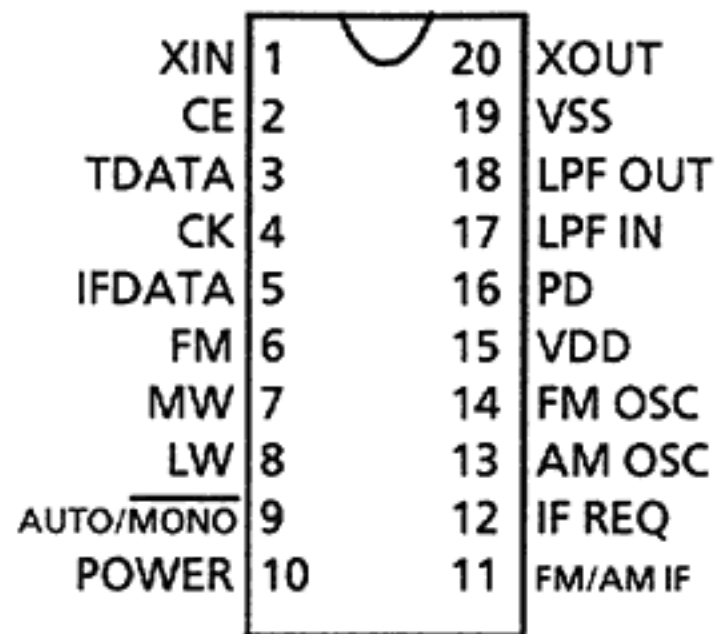 XIN 1 20 XOUT
CE 2 19 VSS
TDATA 3 18 LPF OUT
CK 4 17 LPF IN
IFDATA 5 16 PD
FM 6 15 VDD
MW 7 14 FM OSC
LW 8 13 AM OSC
AUTO/MONO 9 12 IF REQ
POWER 10 11 FM/AM IF